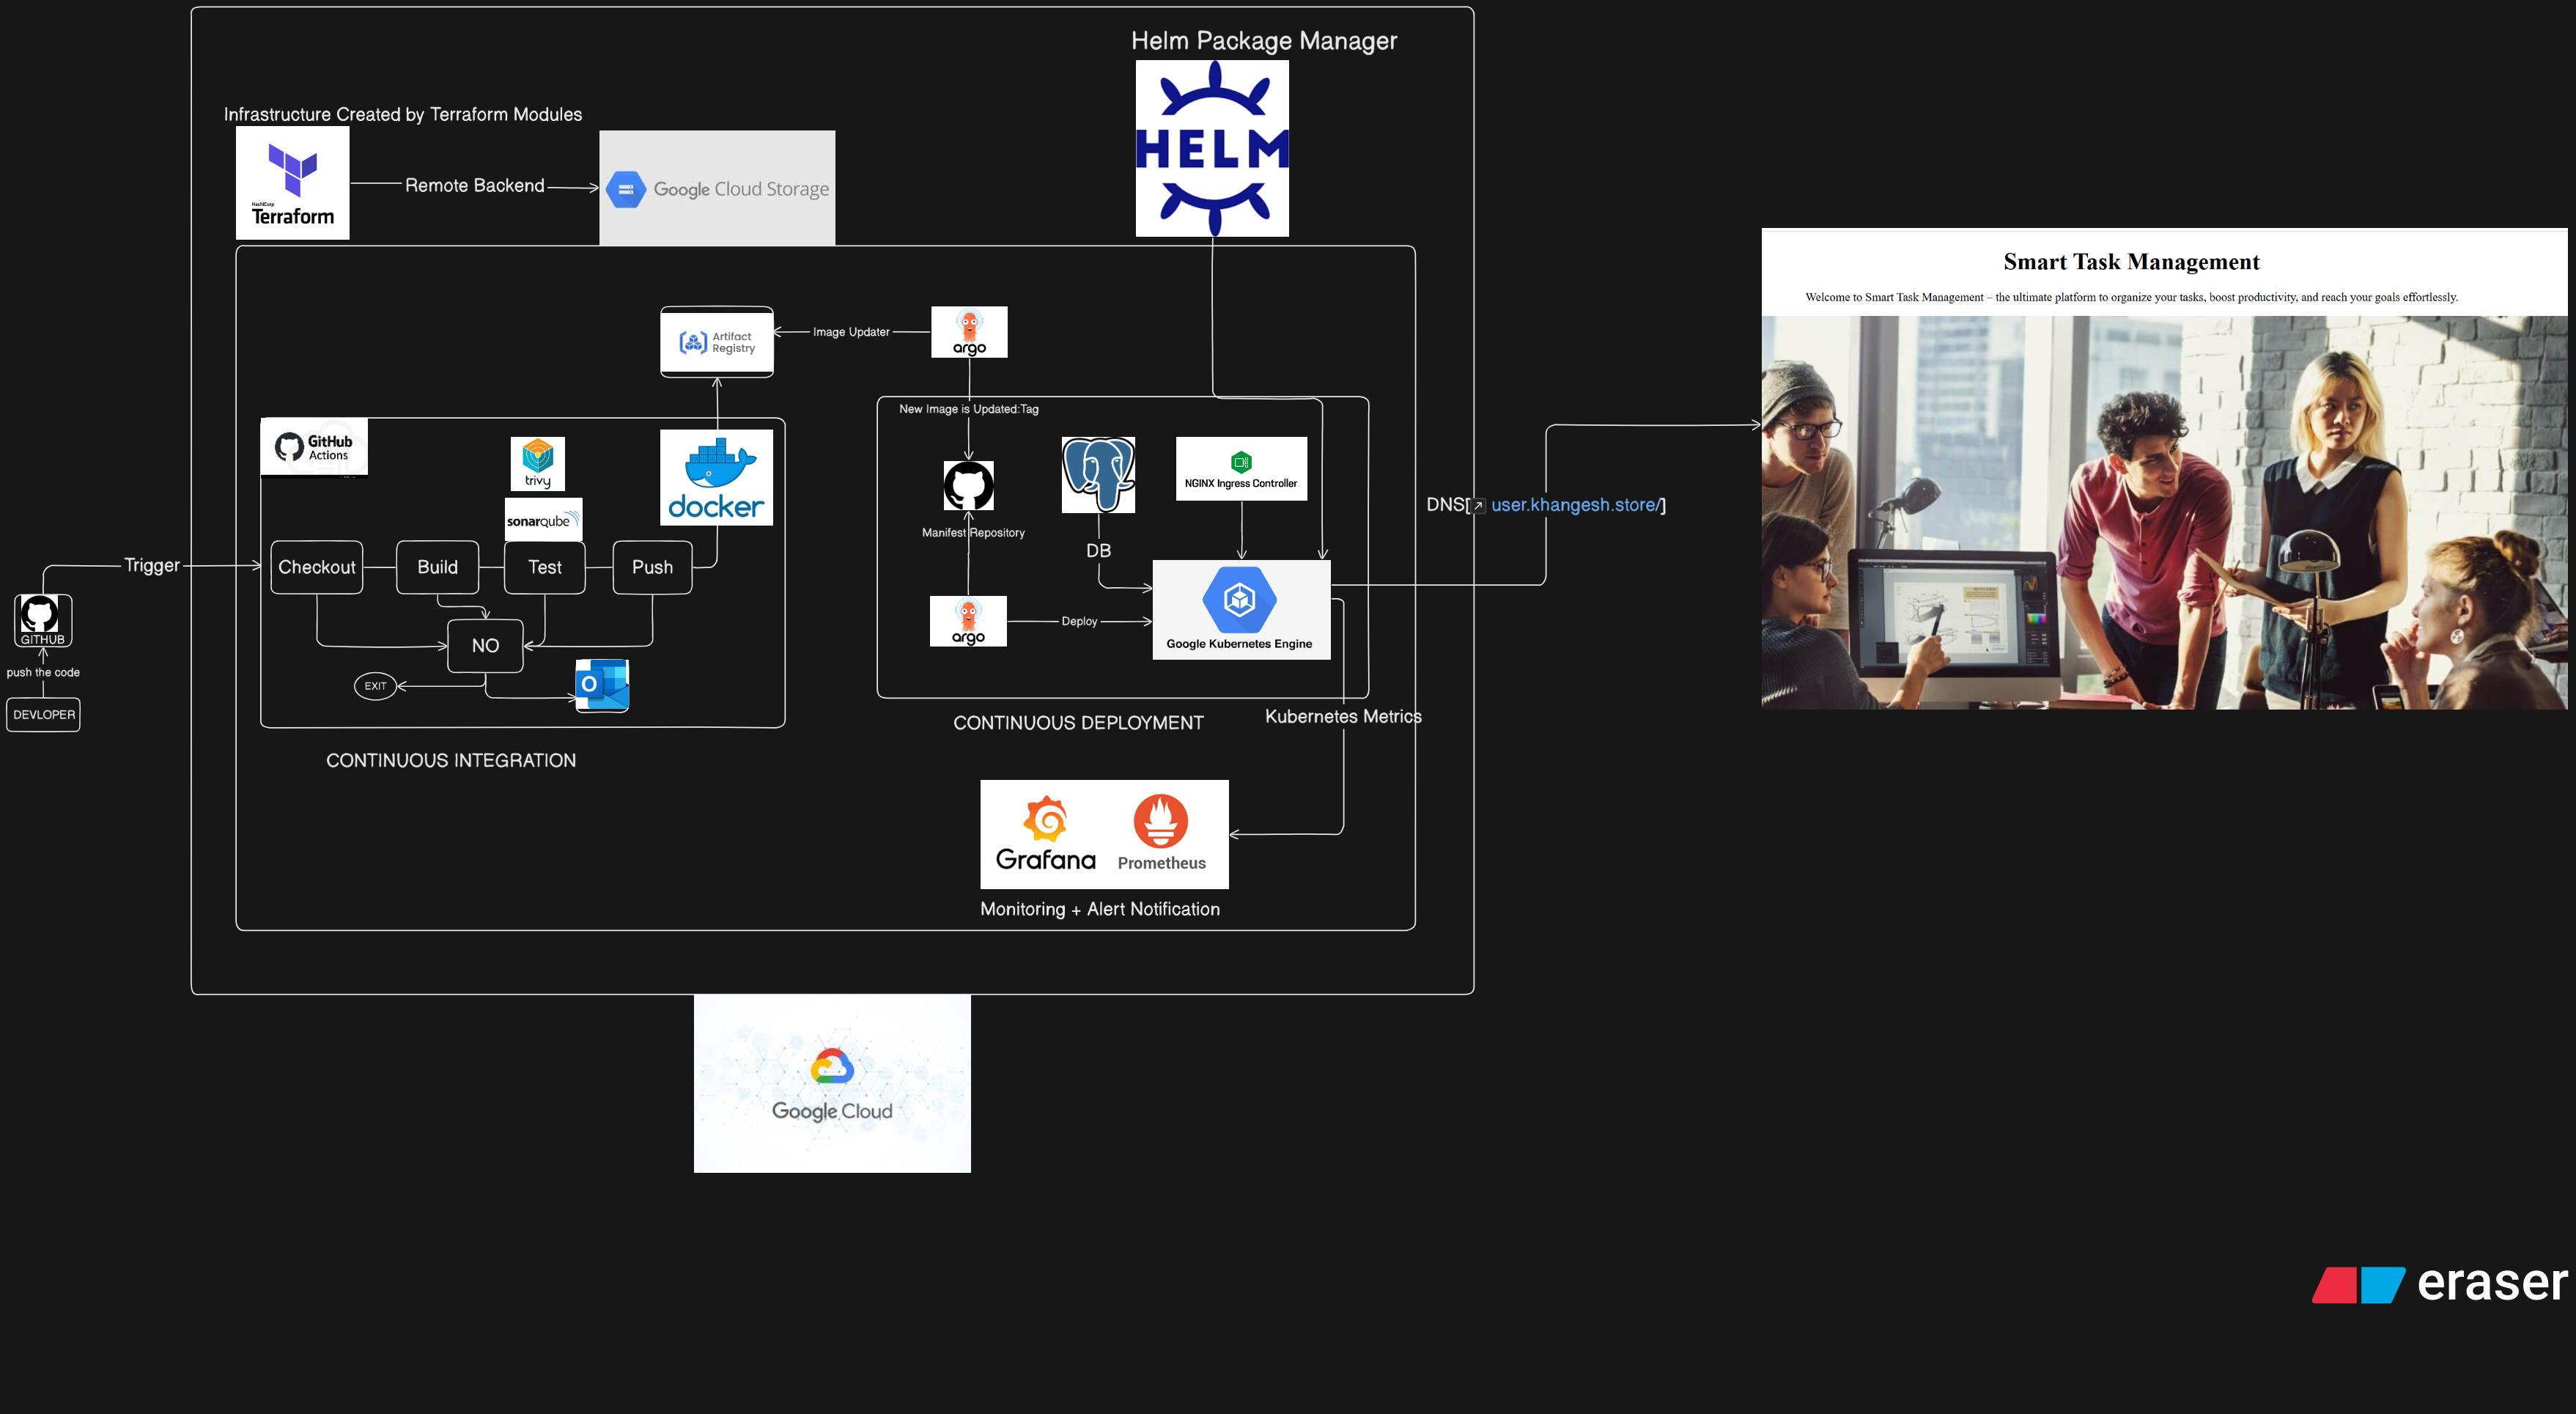 Helm Package Manager
HELM
Infrastructure Created by Terraform Modules
HashiCorp
Terraform
Remote Backend
Google Cloud Storage
Artifact
Registry
Image Updater
argo
New Image is Updated:Tag
Manifest Repository
argo
Deploy
DB
NGINX Ingress Controller
Google Kubernetes Engine
CONTINUOUS DEPLOYMENT
Kubernetes Metrics
GitHub
Actions
trivy
sonarqube
docker
Checkout
Build
Test
Push
NO
EXIT
O
CONTINUOUS INTEGRATION
Trigger
GITHUB
push the code
DEVLOPER
Grafana
Prometheus
Monitoring + Alert Notification
Google Cloud
DNS[ user.khangesh.store/]
Smart Task Management
Welcome to Smart Task Management – the ultimate platform to organize your tasks, boost productivity, and reach your goals effortlessly.
eraser